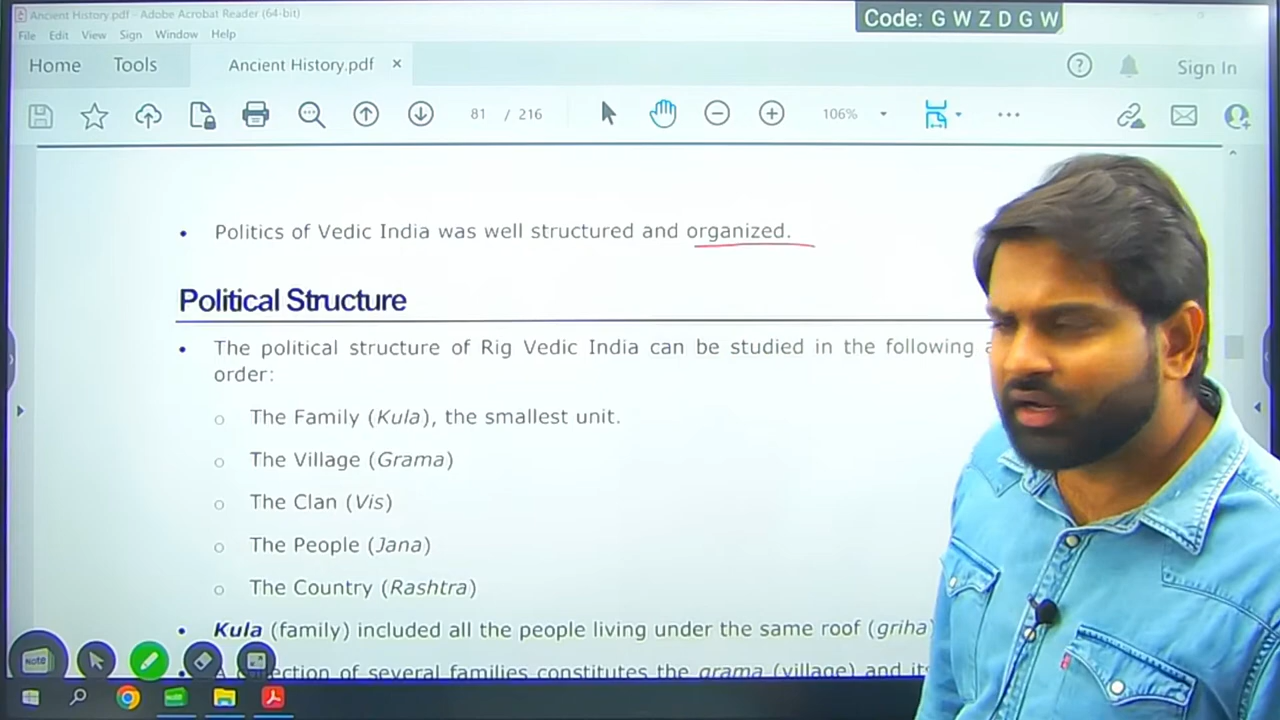 Ancient History.pdf - Adobe Acrobat Reader (64-bit)
Code: G W Z D G W
File Edit View Sign Window Help
Home Tools Ancient History.pdf × Sign In
81 / 216 106%
• Politics of Vedic India was well structured and organized.
Political Structure
• The political structure of Rig Vedic India can be studied in the following
order:
o The Family (Kula), the smallest unit.
o The Village (Grama)
o The Clan (Vis)
o The People (Jana)
o The Country (Rashtra)
• Kula (family) included all the people living under the same roof (griha)
of several families constitutes the grama (village) and its
Note